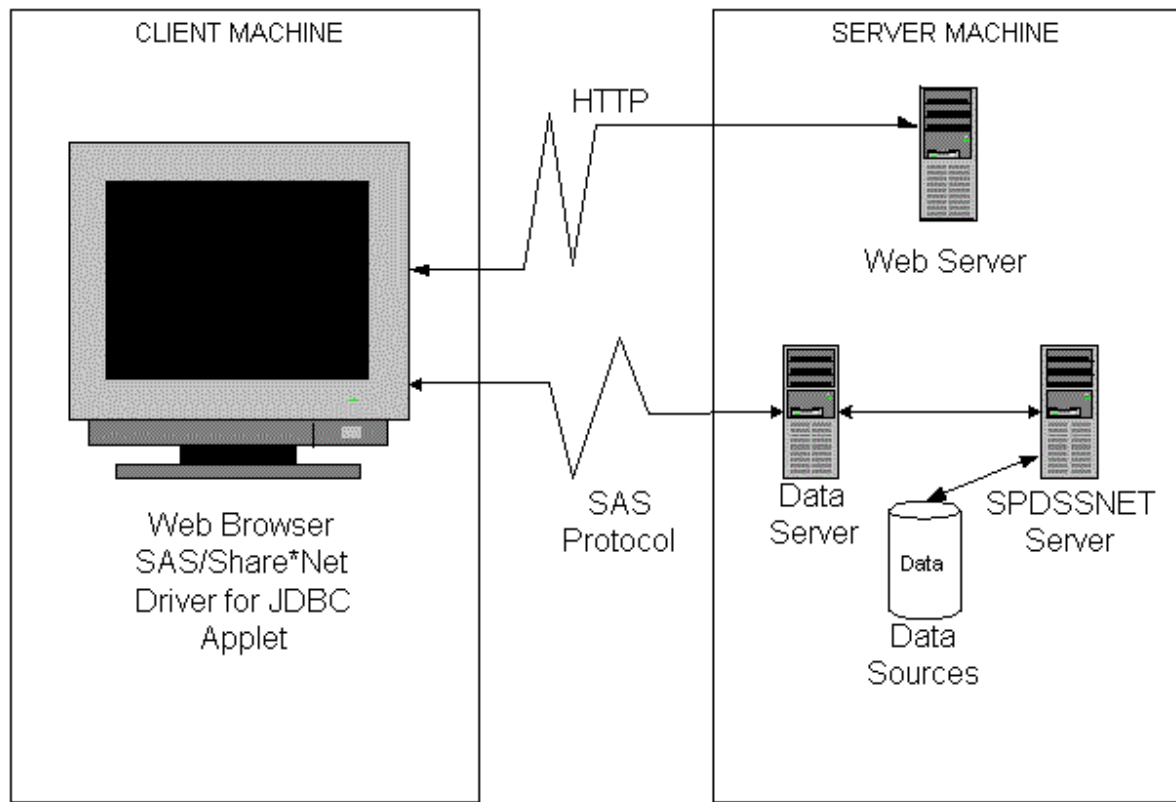 CLIENT MACHINE
SERVER MACHINE
HTTP
Web Server
Web Browser
SAS/Share*Net
Driver for JDBC
Applet
SAS
Protocol
Data
Server
SPDSSNET
Server
Data
Data
Sources